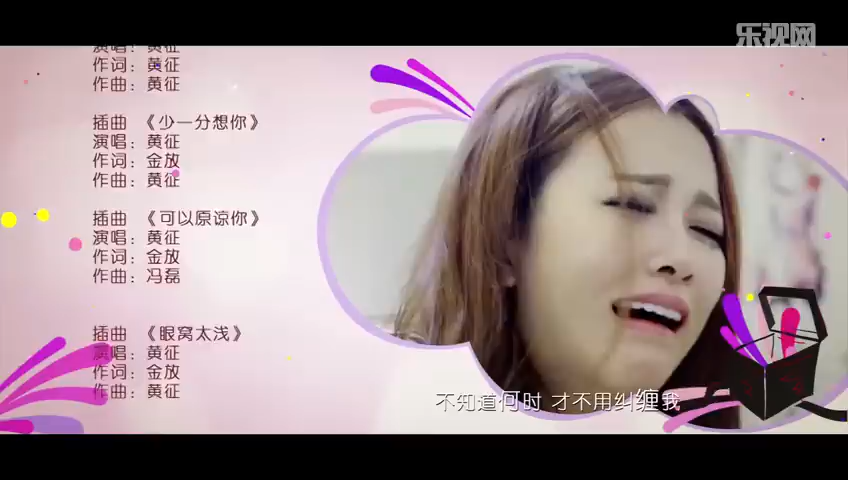 乐视网
演唱：黄征
作词：黄征
作曲：黄征
插曲 《少一分想你》
演唱：黄征
作词：金放
作曲：黄征
插曲 《可以原谅你》
演唱：黄征
作词：金放
作曲：冯磊
插曲 《眼窝太浅》
演唱：黄征
作词：金放
作曲：黄征
不知道何时 才不用纠缠我